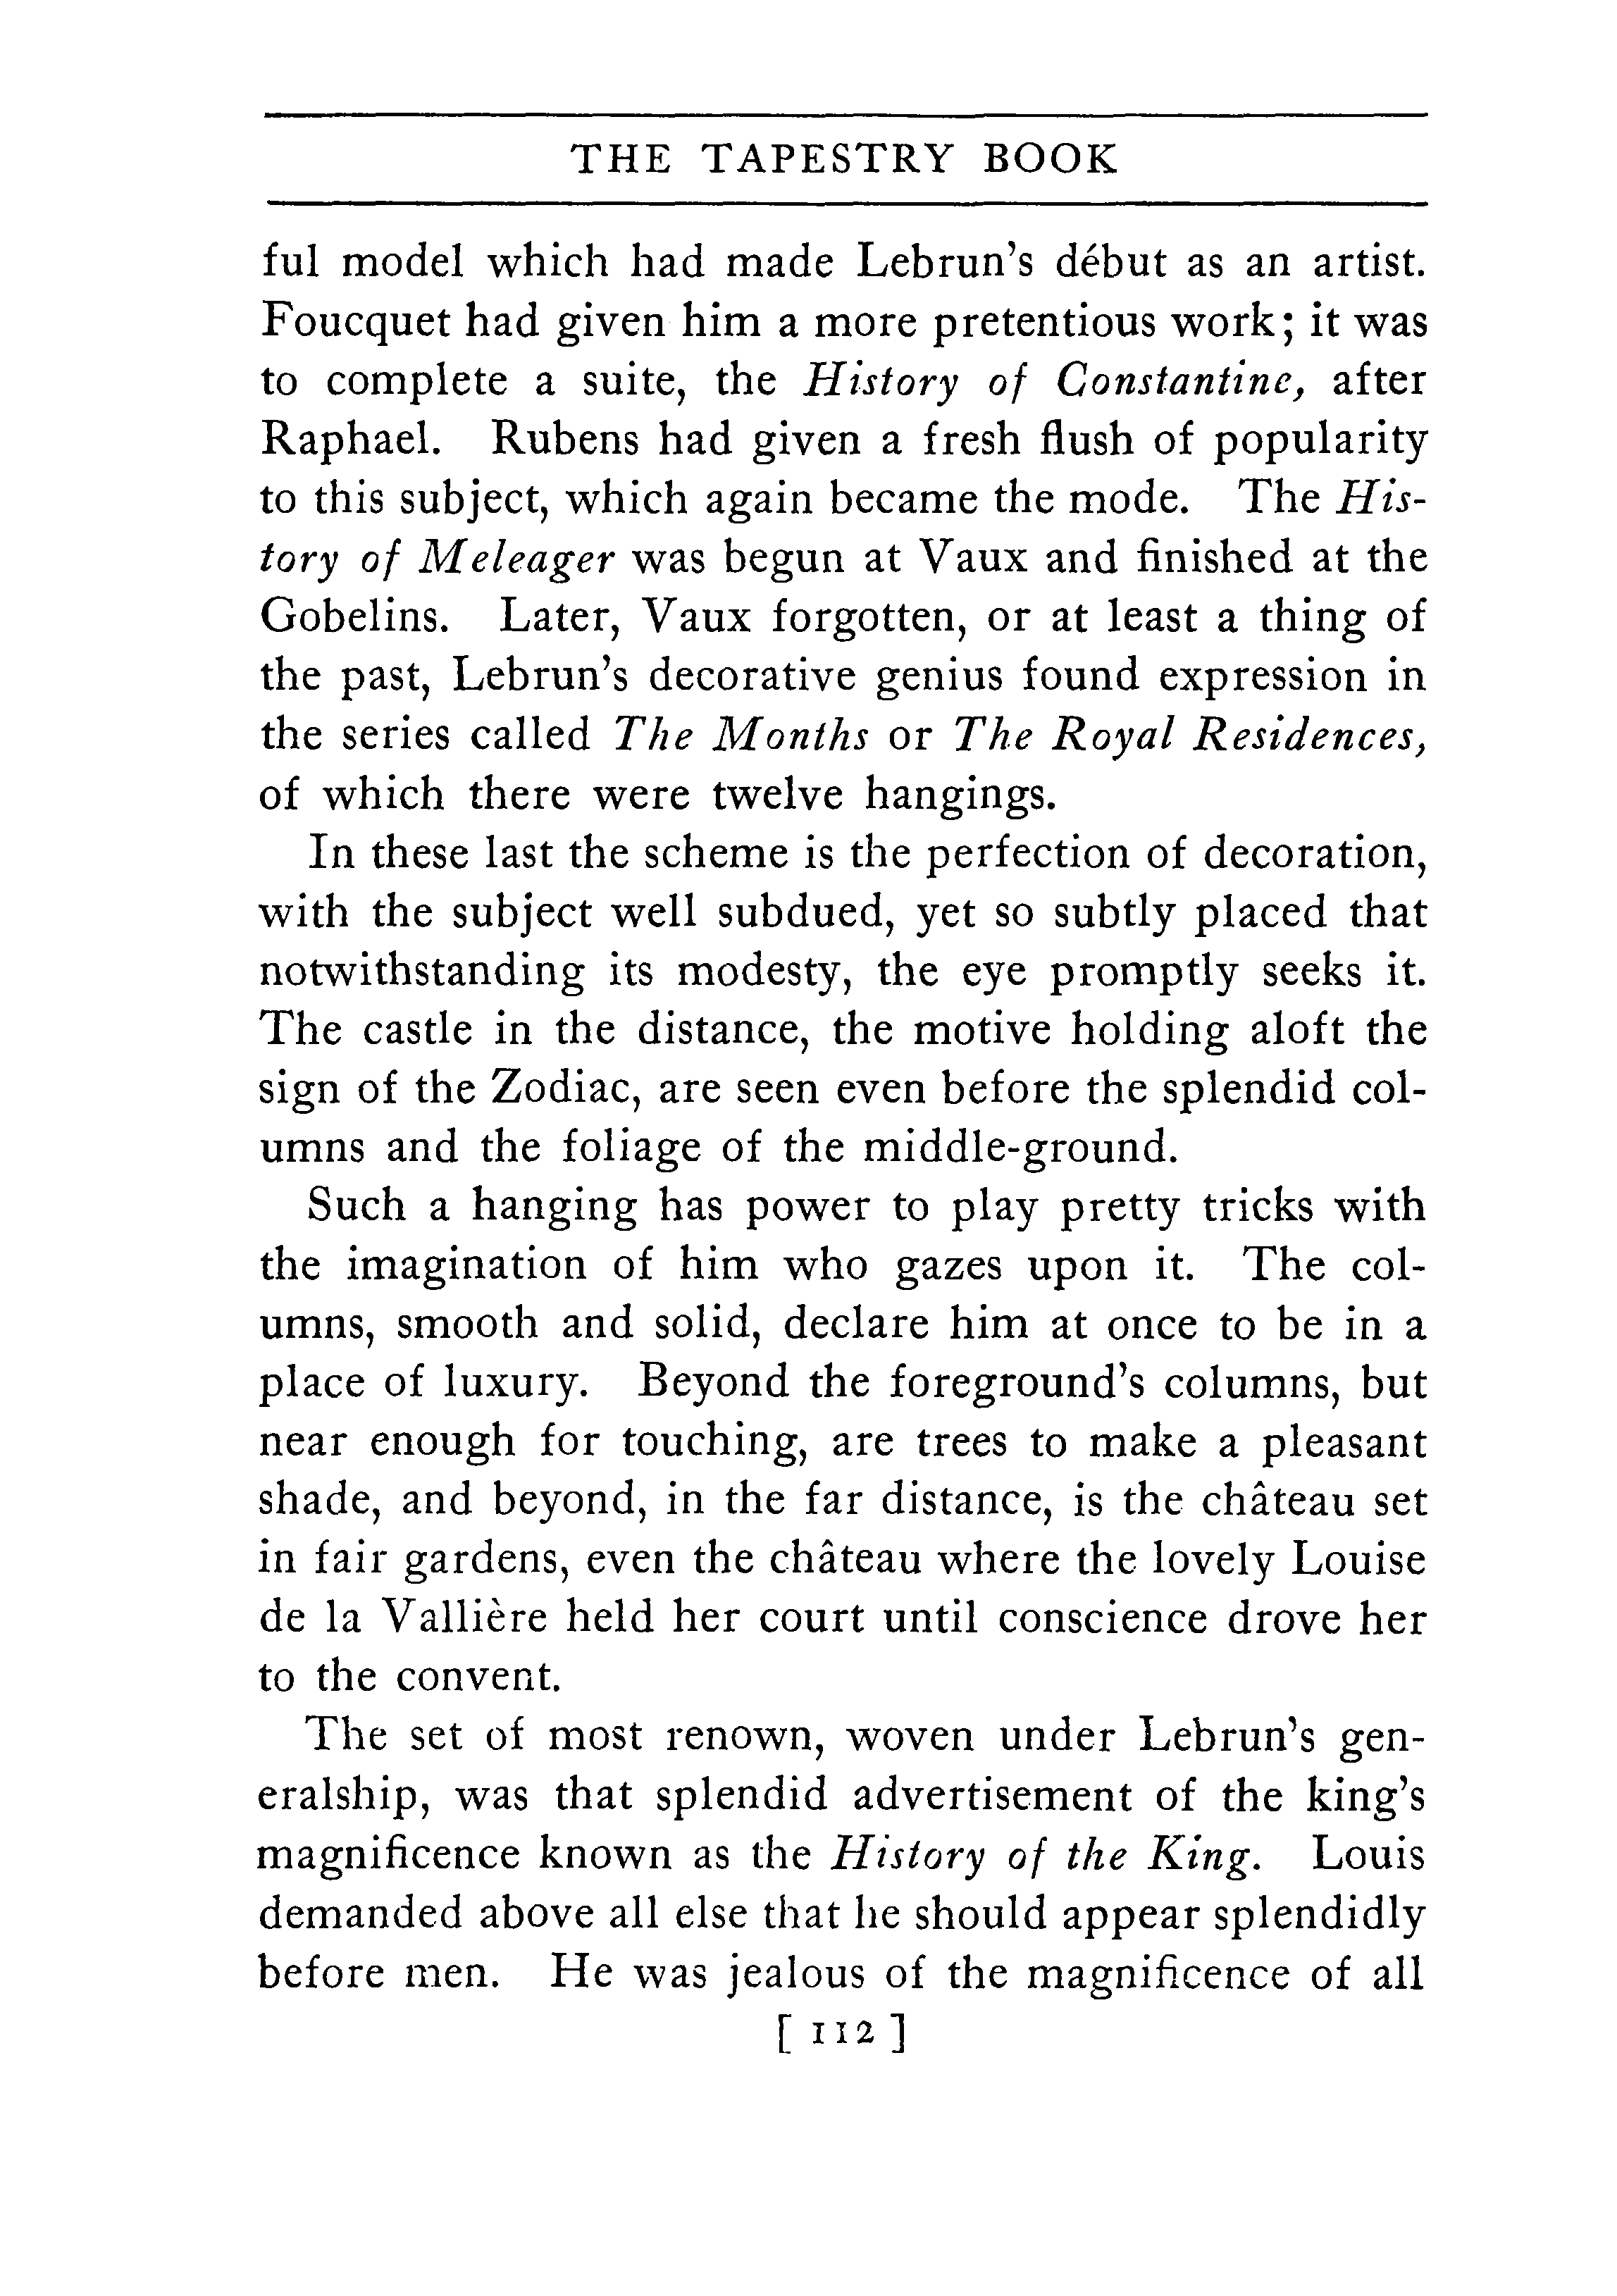 THE TAPESTRY BOOK
ful model which had made Lebrun's début as an artist.
Foucquet had given him a more pretentious work; it was
to complete a suite, the History of Constantine, after
Raphael. Rubens had given a fresh flush of popularity
to this subject, which again became the mode. The His-
tory of Meleager was begun at Vaux and finished at the
Gobelins. Later, Vaux forgotten, or at least a thing of
the past, Lebrun's decorative genius found expression in
the series called The Months or The Royal Residences,
of which there were twelve hangings.
In these last the scheme is the perfection of decoration,
with the subject well subdued, yet so subtly placed that
notwithstanding its modesty, the eye promptly seeks it.
The castle in the distance, the motive holding aloft the
sign of the Zodiac, are seen even before the splendid col-
umns and the foliage of the middle-ground.
Such a hanging has power to play pretty tricks with
the imagination of him who gazes upon it. The col-
umns, smooth and solid, declare him at once to be in a
place of luxury. Beyond the foreground's columns, but
near enough for touching, are trees to make a pleasant
shade, and beyond, in the far distance, is the château set
in fair gardens, even the château where the lovely Louise
de la Vallière held her court until conscience drove her
to the convent.
The set of most renown, woven under Lebrun's gen-
eralship, was that splendid advertisement of the king's
magnificence known as the History of the King. Louis
demanded above all else that he should appear splendidly
before men. He was jealous of the magnificence of all
[ 112 ]